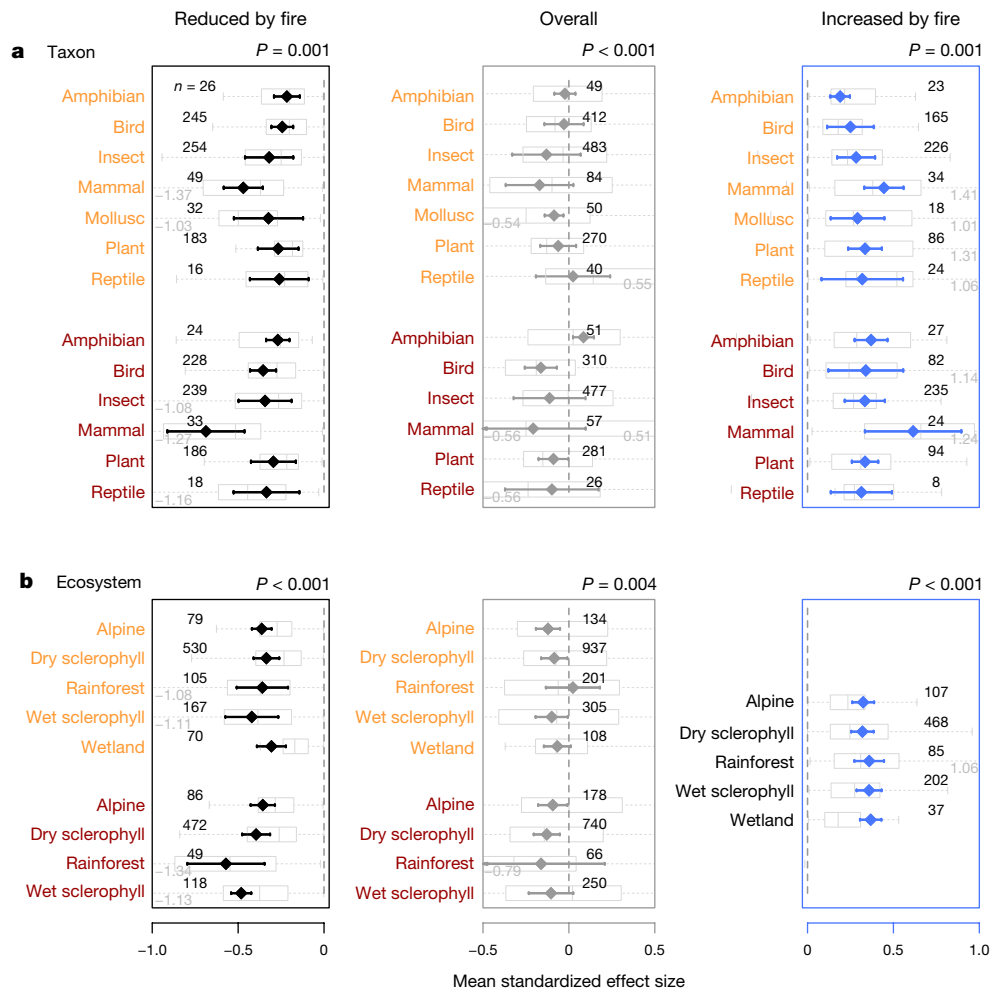 Reduced by fire Overall Increased by fire
a Taxon P = 0.001 P < 0.001 P = 0.001
Amphibian n = 26 Amphibian 49 Amphibian 23
Bird 245 Bird 412 Bird 165
Insect 254 Insect 483 Insect 226
Mammal 49 −1.37 Mammal 84 Mammal 34 1.41
Mollusc 32 −1.03 Mollusc 50 −0.54 Mollusc 18 1.01
Plant 183 Plant 270 Plant 86 1.31
Reptile 16 Reptile 40 0.55 Reptile 24 1.06
Amphibian 24 Amphibian 51 Amphibian 27
Bird 228 Bird 310 Bird 82 1.14
Insect 239 −1.08 Insect 477 Insect 235
Mammal 33 −1.27 Mammal 57 −0.56 0.51 Mammal 24 1.24
Plant 186 Plant 281 Plant 94
Reptile 18 −1.16 Reptile 26 −0.56 Reptile 8
b Ecosystem P < 0.001 P = 0.004 P < 0.001
Alpine 79 Alpine 134
Dry sclerophyll 530 Dry sclerophyll 937
Rainforest 105 −1.08 Rainforest 201
Wet sclerophyll 167 −1.11 Wet sclerophyll 305
Wetland 70 Wetland 108
Alpine 107
Dry sclerophyll 468
Rainforest 85 1.06
Wet sclerophyll 202
Wetland 37
Alpine 86 Alpine 178
Dry sclerophyll 472 Dry sclerophyll 740
Rainforest 49 −1.34 Rainforest 66 −0.79
Wet sclerophyll 118 −1.13 Wet sclerophyll 250
−1.0 −0.5 0 −0.5 0 0.5 0 0.5 1.0
Mean standardized effect size